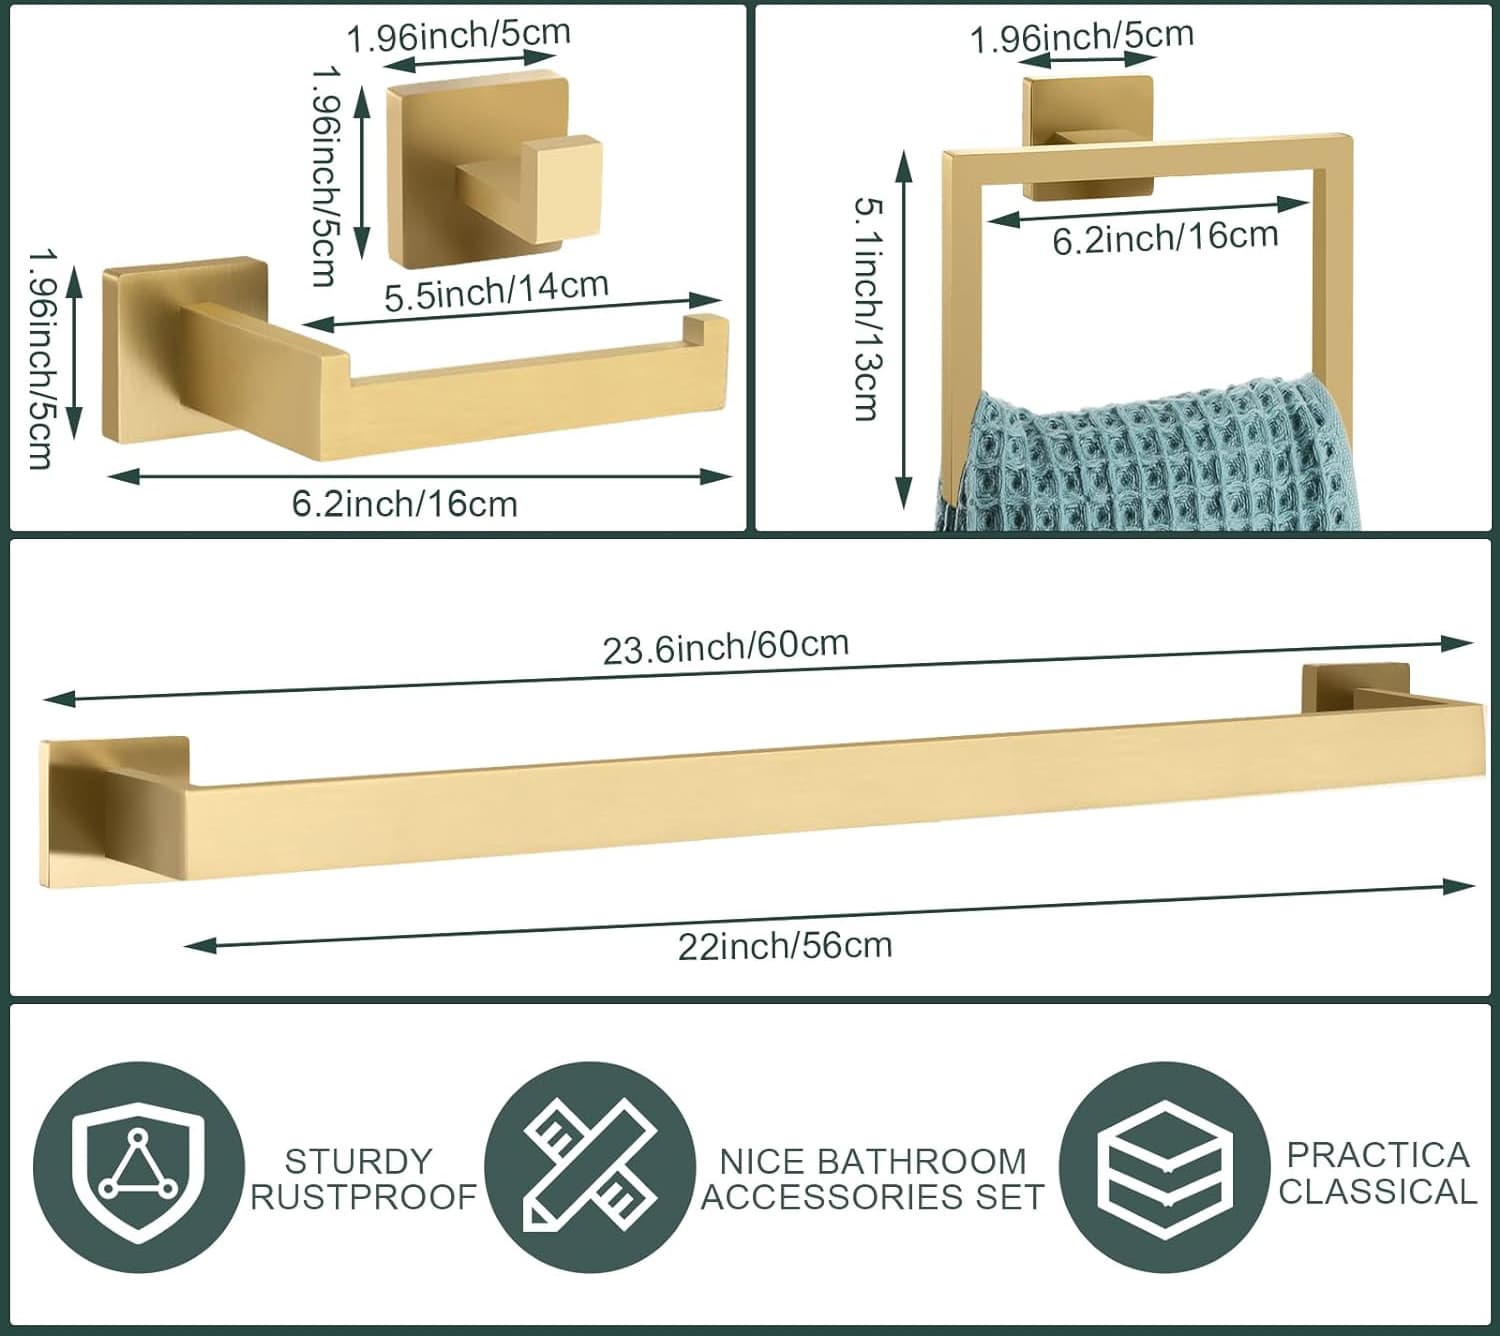 1.96inch/5cm
1.96inch/5cm
1.96inch/5cm
5.5inch/14cm
6.2inch/16cm
1.96inch/5cm
5.1inch/13cm
6.2inch/16cm
23.6inch/60cm
22inch/56cm
STURDY
RUSTPROOF
NICE BATHROOM
ACCESSORIES SET
PRACTICA
CLASSICAL